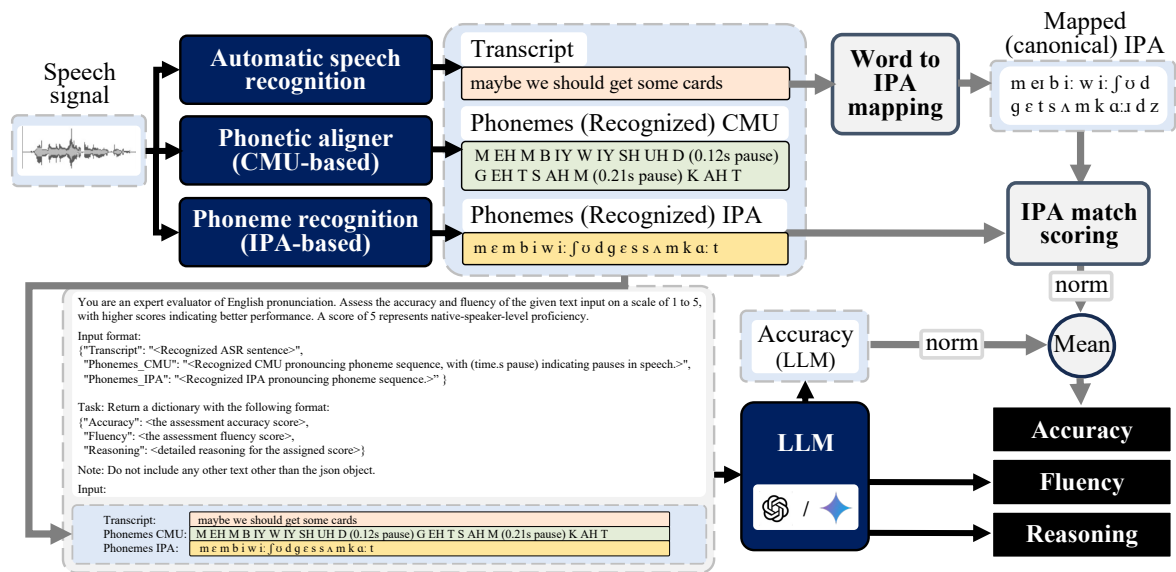 Speech
signal
Automatic speech
recognition
Phonetic aligner
(CMU-based)
Phoneme recognition
(IPA-based)
Transcript
maybe we should get some cards
Phonemes (Recognized) CMU
M EH M B IY W IY SH UH D (0.12s pause)
G EH T S AH M (0.21s pause) K AH T
Phonemes (Recognized) IPA
m ɛ m b i w iː ʃ ʊ d ɡ ɛ s s ʌ m k ɑː t
Word to
IPA
mapping
Mapped
(canonical) IPA
m eɪ b iː w iː ʃ ʊ d
ɡ ɛ t s ʌ m k ɑːɹ d z
IPA match
scoring
norm
Mean
You are an expert evaluator of English pronunciation. Assess the accuracy and fluency of the given text input on a scale of 1 to 5,
with higher scores indicating better performance. A score of 5 represents native-speaker-level proficiency.
Input format:
{"Transcript": "<Recognized ASR sentence>",
"Phonemes_CMU": "<Recognized CMU pronouncing phoneme sequence, with (time.s pause) indicating pauses in speech.>",
"Phonemes_IPA": "<Recognized IPA pronouncing phoneme sequence.>" }
Task: Return a dictionary with the following format:
{"Accuracy": <the assessment accuracy score>,
"Fluency": <the assessment fluency score>,
"Reasoning": <detailed reasoning for the assigned score>}
Note: Do not include any other text other than the json object.
Input:
Transcript: maybe we should get some cards
Phonemes CMU: M EH M B IY W IY SH UH D (0.12s pause) G EH T S AH M (0.21s pause) K AH T
Phonemes IPA: m ɛ m b i w iː ʃ ʊ d ɡ ɛ s s ʌ m k ɑː t
Accuracy
(LLM)
norm
LLM
/
Accuracy
Fluency
Reasoning